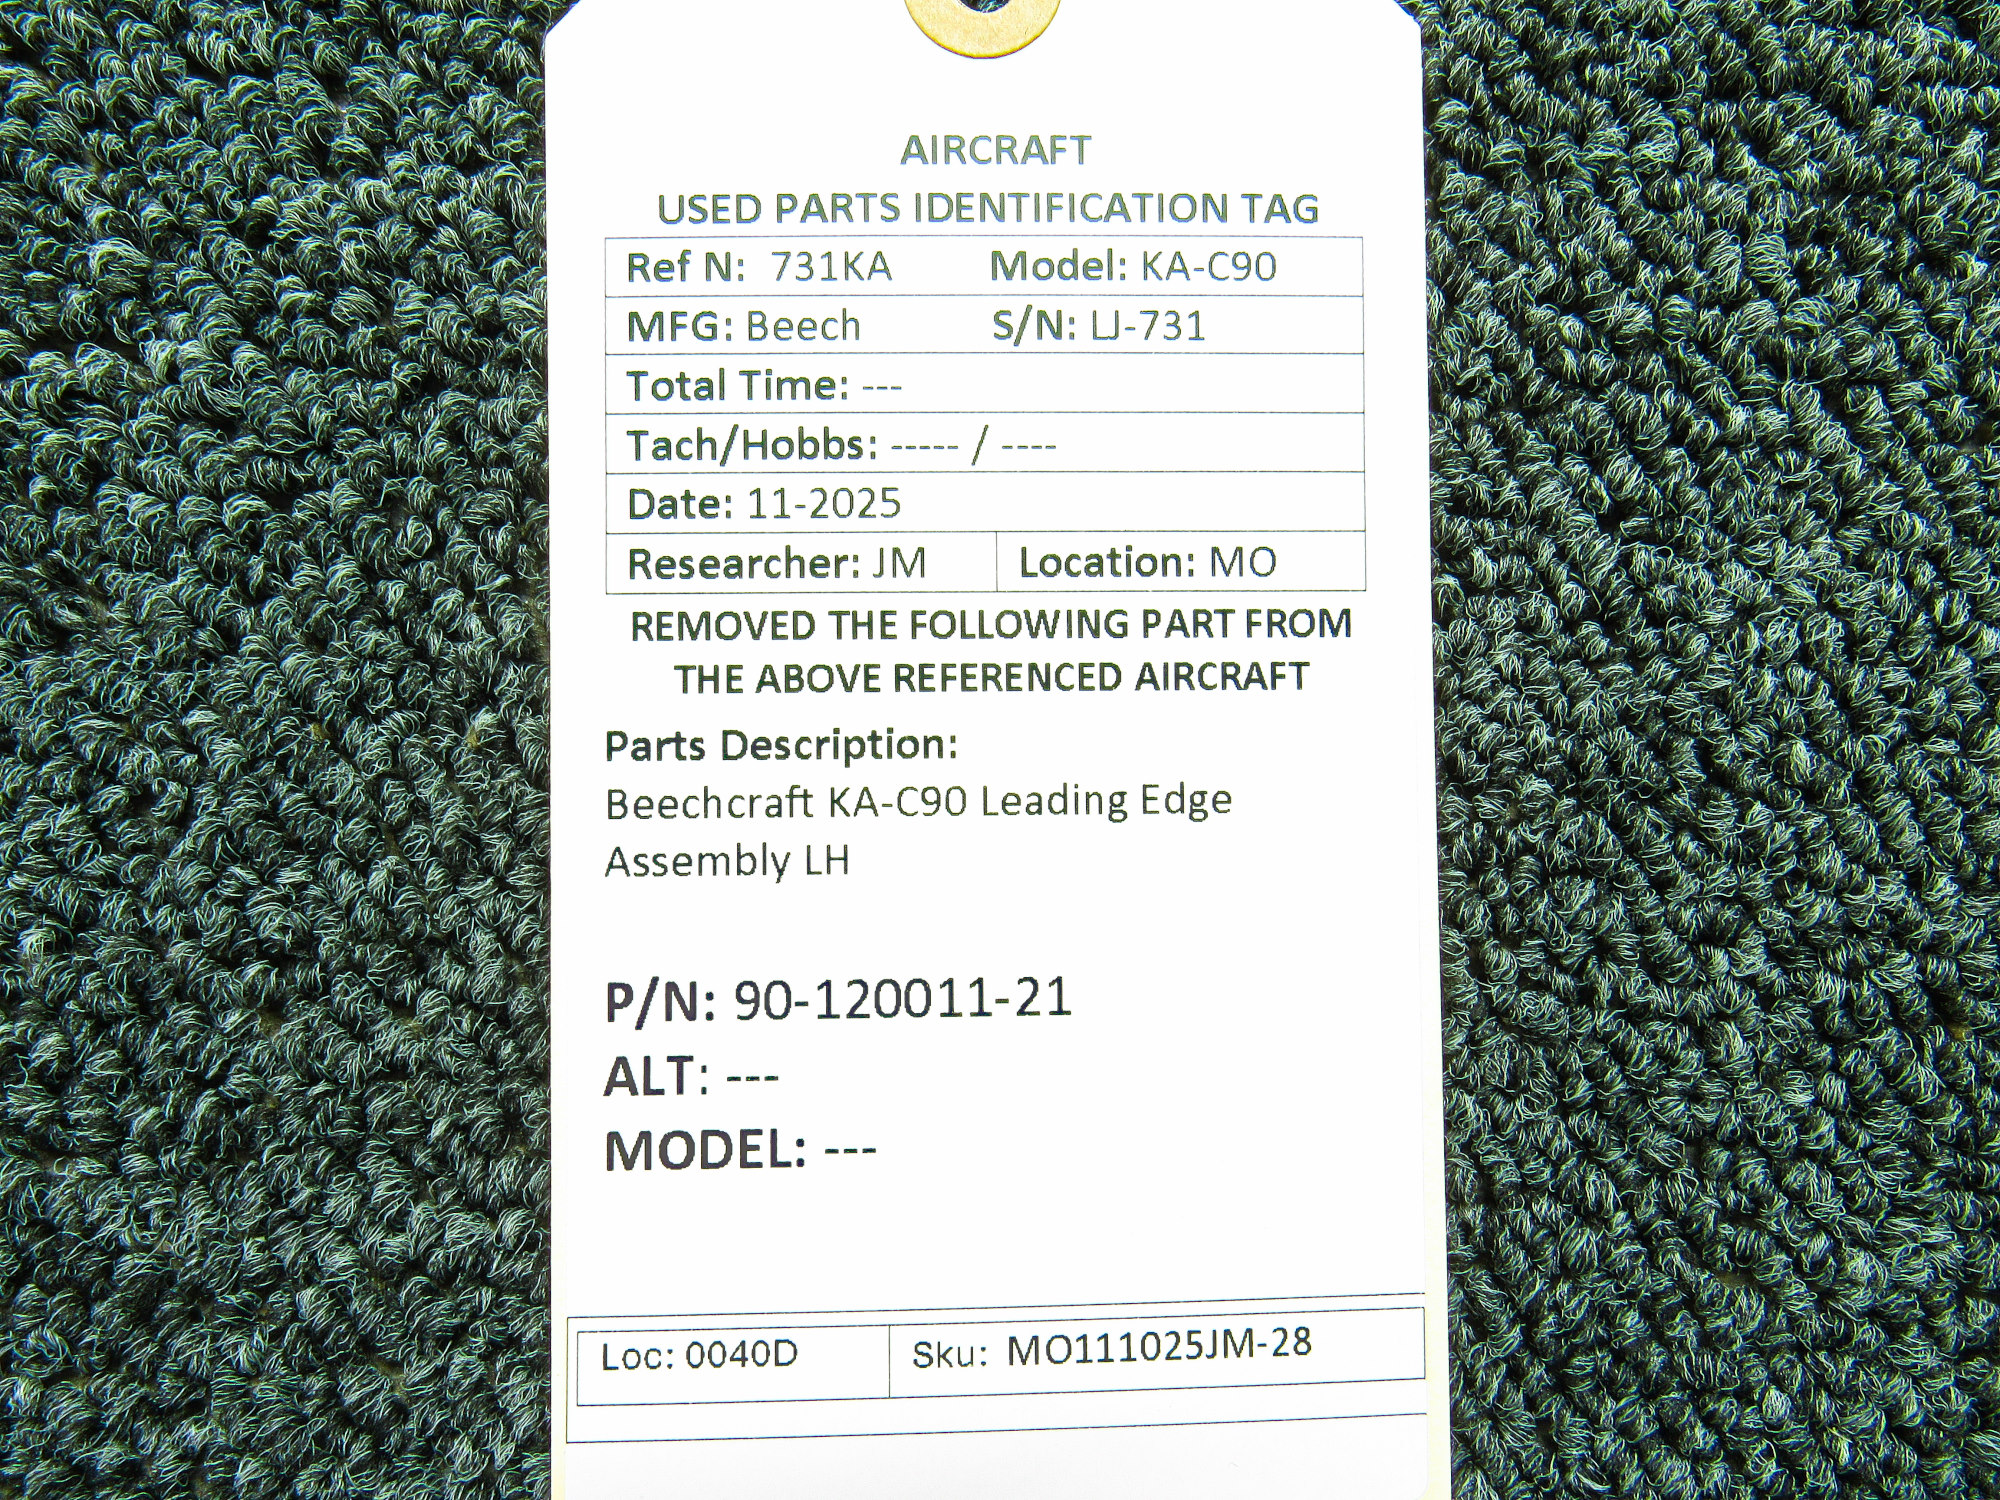 AIRCRAFT
USED PARTS IDENTIFICATION TAG
Ref N: 731KA Model: KA-C90
MFG: Beech S/N: LJ-731
Total Time: ---
Tach/Hobbs: ----- / ----
Date: 11-2025
Researcher: JM Location: MO
REMOVED THE FOLLOWING PART FROM
THE ABOVE REFERENCED AIRCRAFT
Parts Description:
Beechcraft KA-C90 Leading Edge
Assembly LH
P/N: 90-120011-21
ALT: ---
MODEL: ---
Loc: 0040D Sku: MO111025JM-28